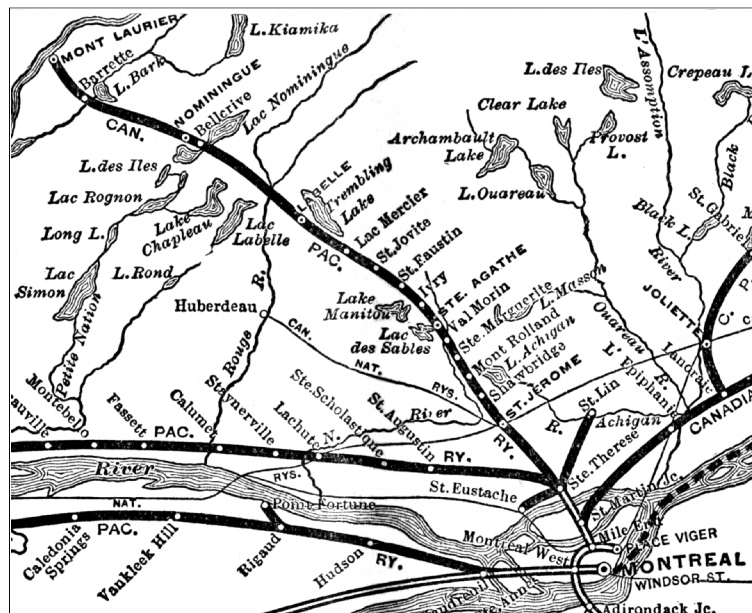 MONT LAURIER
Barrette
L. Bark
L. Kiamika
CAN.
NOMININGUE
Bellerive
Lac Nominingue
L. des Iles
Lac Rognon
Long L.
Lac
Simon
Lake
Chapleau
Lac
Labelle
L. Rond
Petite Nation
Huberdeau
Rouge R.
LABELLE
Trembling
Lake
PAC.
Lac Mercier
St. Jovite
St. Faustin
Ivry
STE. AGATHE
Val Morin
Ste. Marguerite
L. Masson
Mont Rolland
L. Achigan
Shawbridge
ST. JEROME
Lake
Manitou
Lac
des Sables
CAN.
NAT.
RYS.
RY.
L. des Iles
Clear Lake
Archambault
Lake
Provost
L.
L. Ouareau
L'Assomption
River
Crepeau L
Black
Black L.
St. Gabriel
JOLIETTE
C.
P.
Lanoraie
Ouareau
R.
L'Epiphanie
St. Lin
Achigan
R.
CANADIA
Ste. Therese
St. Martin Jc.
Mile End
PLACE VIGER
MONTREAL
WINDSOR ST.
Adirondack Jc.
Montreal West
St. Eustache
auville
Montebello
Fassett
Calumet
Staynerville
Lachute
N.
Ste. Scholastique
St. Augustin
River
PAC.
RY.
River
RYS.
NAT.
PAC.
Caledonia
Springs
Vankleek Hill
Point Fortune
Rigaud
Hudson
RY.
Vaudreuil
Ste. Anne